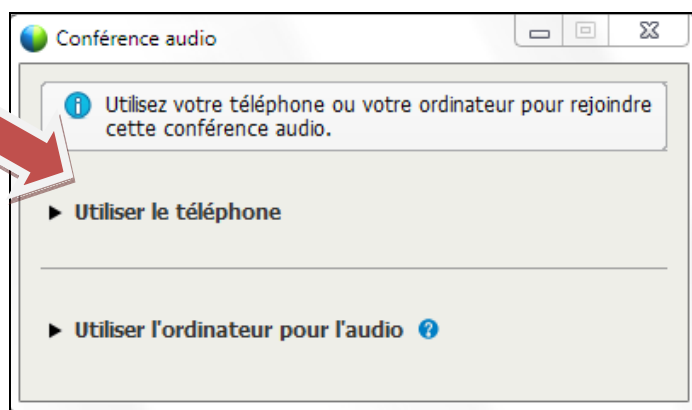 Conférence audio
Utilisez votre téléphone ou votre ordinateur pour rejoindre
cette conférence audio.
Utiliser le téléphone
Utiliser l'ordinateur pour l'audio